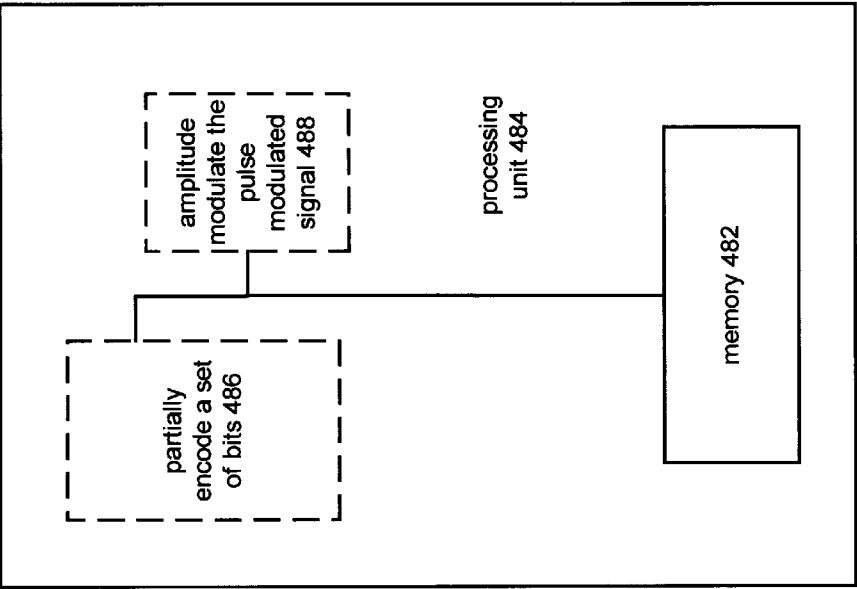 partially
encode a set
of bits 486
amplitude
modulate the
pulse
modulated
signal 488
processing
unit 484
memory 482